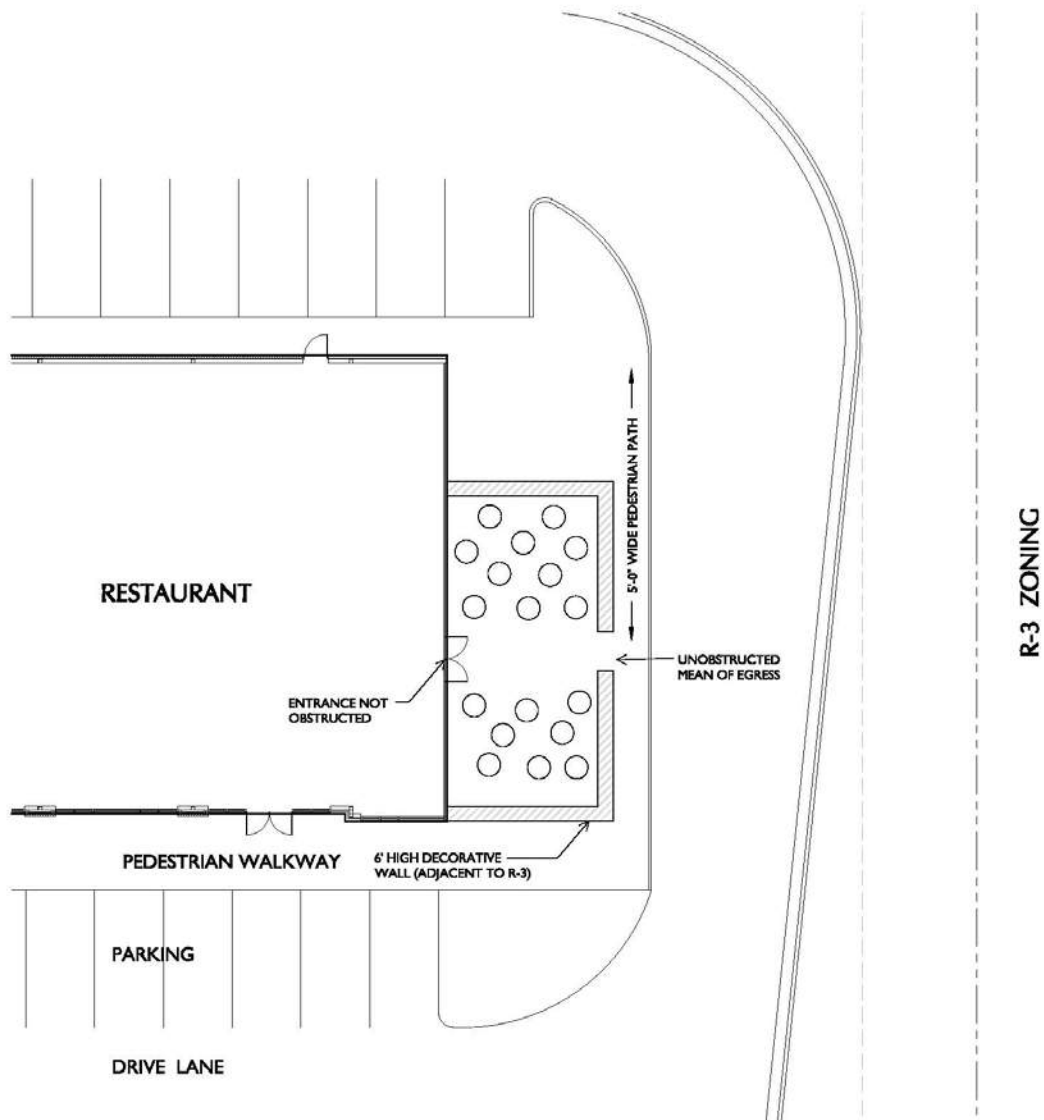 5'-0" WIDE PEDESTRIAN PATH
R-3 ZONING
RESTAURANT
UNOBSTRUCTED
MEAN OF EGRESS
ENTRANCE NOT
OBSTRUCTED
PEDESTRIAN WALKWAY
6' HIGH DECORATIVE
WALL (ADJACENT TO R-3)
PARKING
DRIVE LANE